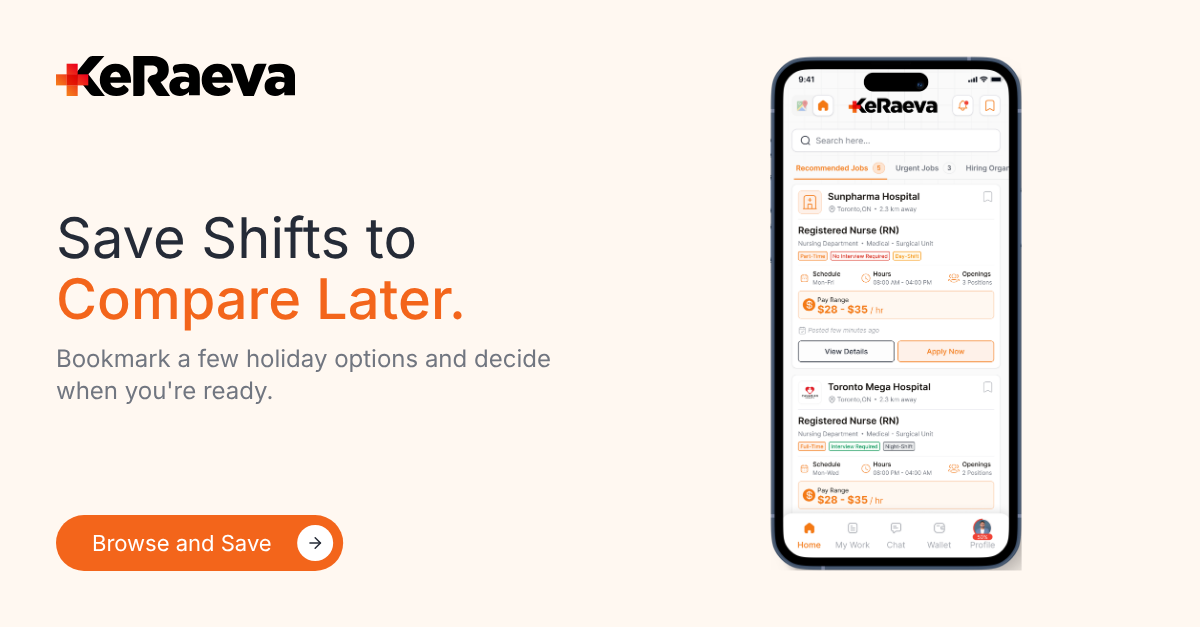 KeRaeva
Save Shifts to
Compare Later.
Bookmark a few holiday options and decide
when you're ready.
Browse and Save
9:41
KeRaeva
Search here...
Recommended Jobs 5 Urgent Jobs 3 Hiring Organ
Sunpharma Hospital
Toronto,ON • 2.3 km away
Registered Nurse (RN)
Nursing Department • Medical - Surgical Unit
Part-Time No Interview Required Day-Shift
Schedule Hours Openings
Mon-Fri 08:00 AM - 04:00 PM 3 Positions
Pay Range
$28 - $35 / hr
Posted few minutes ago
View Details Apply Now
Toronto Mega Hospital
Toronto,ON • 2.3 km away
Registered Nurse (RN)
Nursing Department • Medical - Surgical Unit
Full-Time Interview Required Night-Shift
Schedule Hours Openings
Mon-Wed 08:00 PM - 04:00 AM 2 Positions
Pay Range
$28 - $35 / hr
Home My Work Chat Wallet Profile